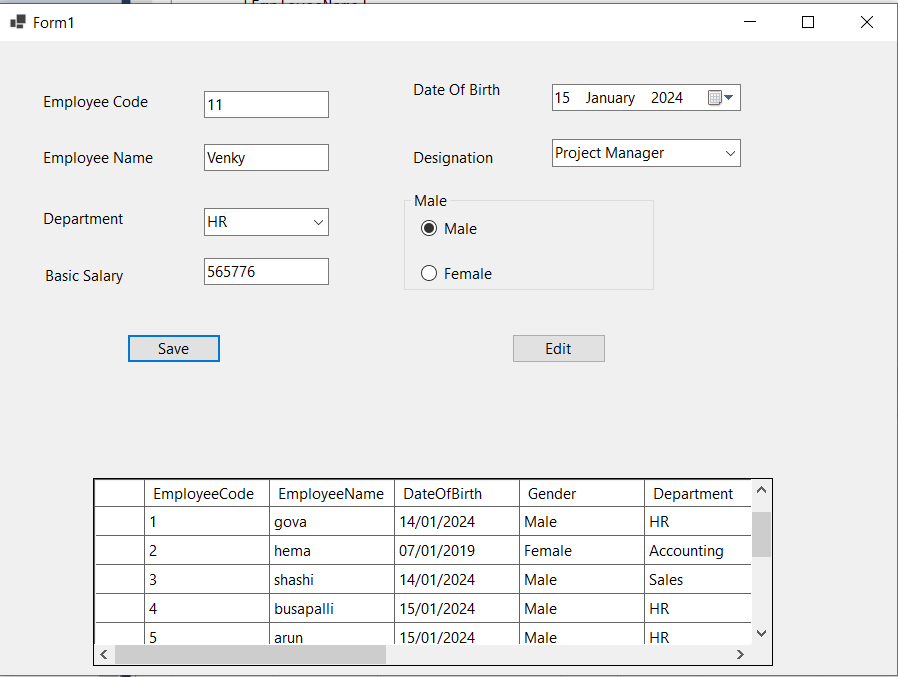 Form1
Employee Code 11
Date Of Birth 15 January 2024
Employee Name Venky
Designation Project Manager
Department HR
Male
Male
Basic Salary 565776
Female
Save Edit
EmployeeCode EmployeeName DateOfBirth Gender Department
1 gova 14/01/2024 Male HR
2 hema 07/01/2019 Female Accounting
3 shashi 14/01/2024 Male Sales
4 busapalli 15/01/2024 Male HR
5 arun 15/01/2024 Male HR